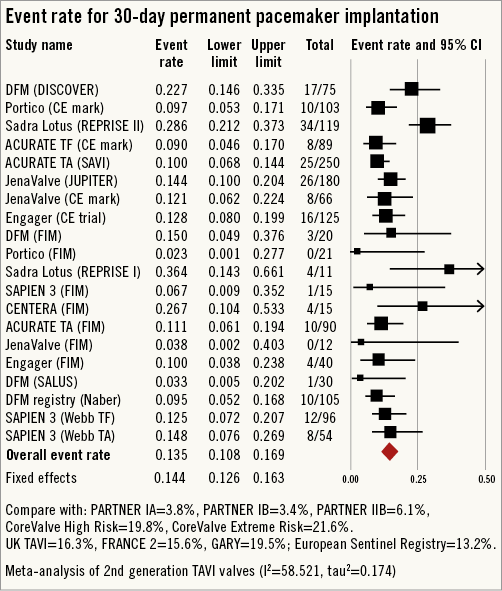 Event rate for 30-day permanent pacemaker implantation
Study name Event rate Lower limit Upper limit Total Event rate and 95% CI
DFM (DISCOVER) 0.227 0.146 0.335 17/75
Portico (CE mark) 0.097 0.053 0.171 10/103
Sadra Lotus (REPRISE II) 0.286 0.212 0.373 34/119
ACURATE TF (CE mark) 0.090 0.046 0.170 8/89
ACURATE TA (SAVI) 0.100 0.068 0.144 25/250
JenaValve (JUPITER) 0.144 0.100 0.204 26/180
JenaValve (CE mark) 0.121 0.062 0.224 8/66
Engager (CE trial) 0.128 0.080 0.199 16/125
DFM (FIM) 0.150 0.049 0.376 3/20
Portico (FIM) 0.023 0.001 0.277 0/21
Sadra Lotus (REPRISE I) 0.364 0.143 0.661 4/11
SAPIEN 3 (FIM) 0.067 0.009 0.352 1/15
CENTERA (FIM) 0.267 0.104 0.533 4/15
ACURATE TA (FIM) 0.111 0.061 0.194 10/90
JenaValve (FIM) 0.038 0.002 0.403 0/12
Engager (FIM) 0.100 0.038 0.238 4/40
DFM (SALUS) 0.033 0.005 0.202 1/30
DFM registry (Naber) 0.095 0.052 0.168 10/105
SAPIEN 3 (Webb TF) 0.125 0.072 0.207 12/96
SAPIEN 3 (Webb TA) 0.148 0.076 0.269 8/54
Overall event rate 0.135 0.108 0.169
Fixed effects 0.144 0.126 0.163
0.00 0.25 0.50
Compare with: PARTNER IA=3.8%, PARTNER IB=3.4%, PARTNER IIB=6.1%,
CoreValve High Risk=19.8%, CoreValve Extreme Risk=21.6%.
UK TAVI=16.3%, FRANCE 2=15.6%, GARY=19.5%; European Sentinel Registry=13.2%.
Meta-analysis of 2nd generation TAVI valves (I²=58.521, tau²=0.174)